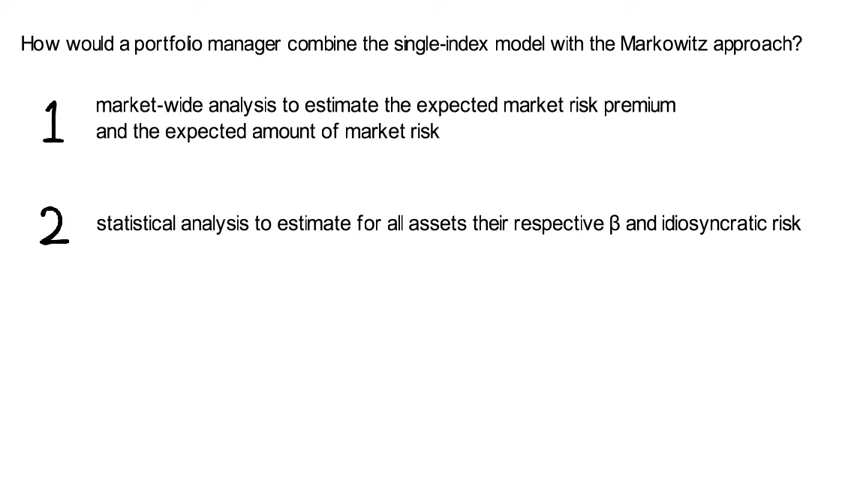 How would a portfolio manager combine the single-index model with the Markowitz approach?
1 market-wide analysis to estimate the expected market risk premium
and the expected amount of market risk
2 statistical analysis to estimate for all assets their respective β and idiosyncratic risk